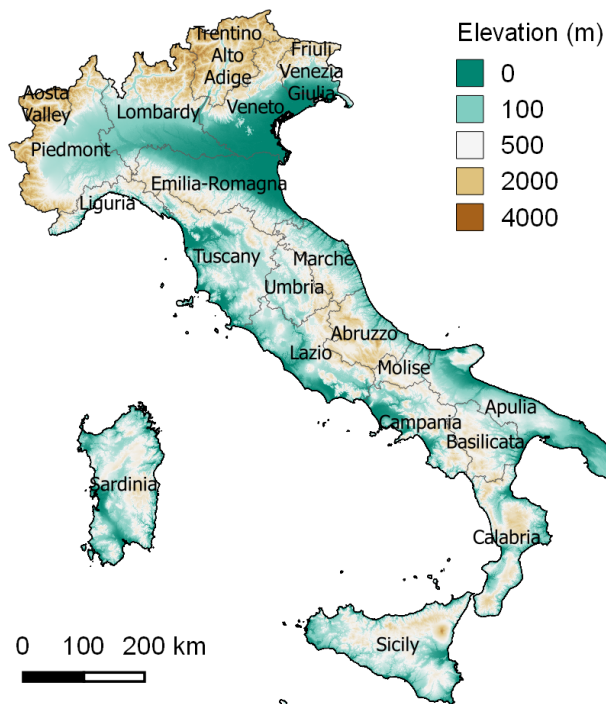 Elevation (m)
0
100
500
2000
4000
Trentino
Alto
Adige
Friuli
Venezia
Giulia
Aosta
Valley
Lombardy
Veneto
Piedmont
Emilia-Romagna
Liguria
Tuscany
Marche
Umbria
Abruzzo
Lazio
Molise
Apulia
Campania
Basilicata
Sardinia
Calabria
Sicily
0 100 200 km